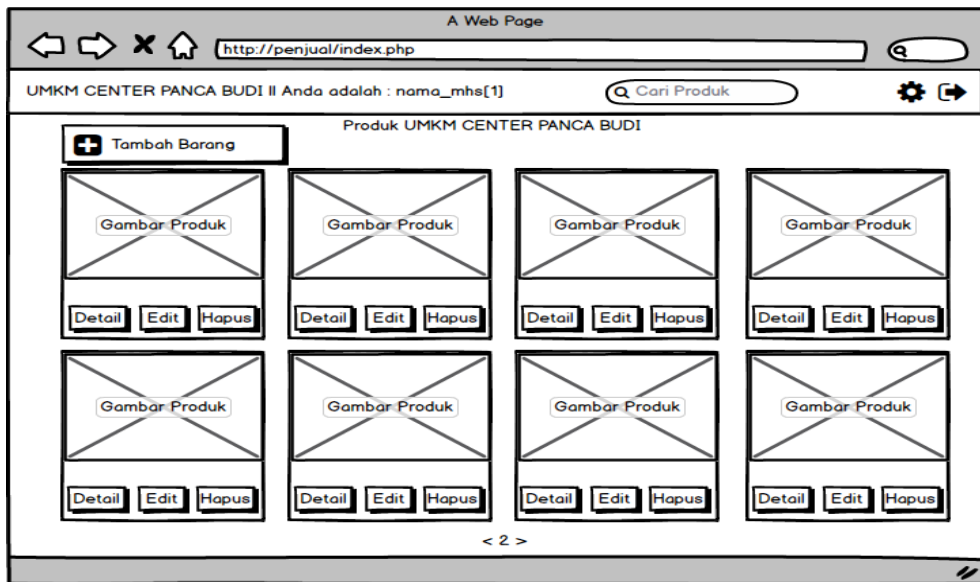 A Web Page
http://penjual/index.php
UMKM CENTER PANCA BUDI || Anda adalah : nama_mhs[1]
Cari Produk
Produk UMKM CENTER PANCA BUDI
Tambah Barang
Gambar Produk Gambar Produk Gambar Produk Gambar Produk
Detail Edit Hapus Detail Edit Hapus Detail Edit Hapus Detail Edit Hapus
Gambar Produk Gambar Produk Gambar Produk Gambar Produk
Detail Edit Hapus Detail Edit Hapus Detail Edit Hapus Detail Edit Hapus
< 2 >